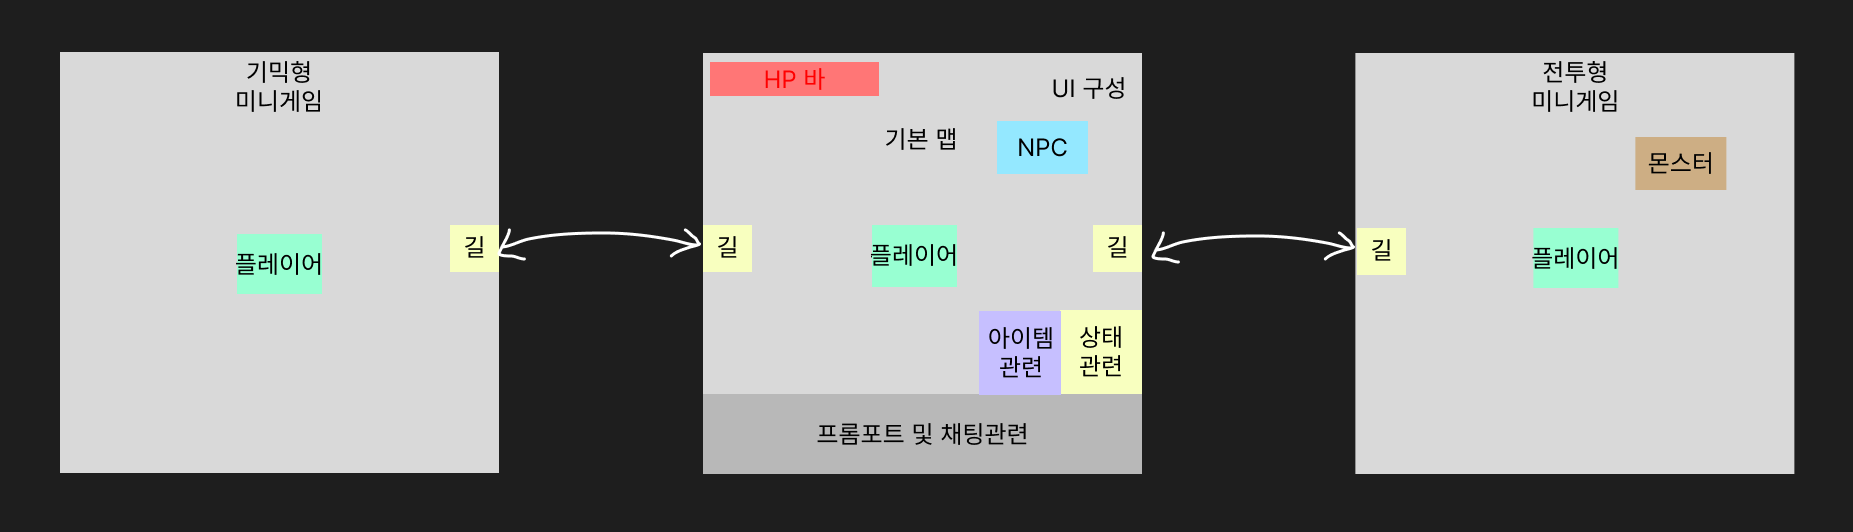 기믹형
미니게임
플레이어
길
HP 바
UI 구성
기본 맵
NPC
길
플레이어
길
아이템
관련
상태
관련
프롬포트 및 채팅관련
전투형
미니게임
몬스터
길
플레이어